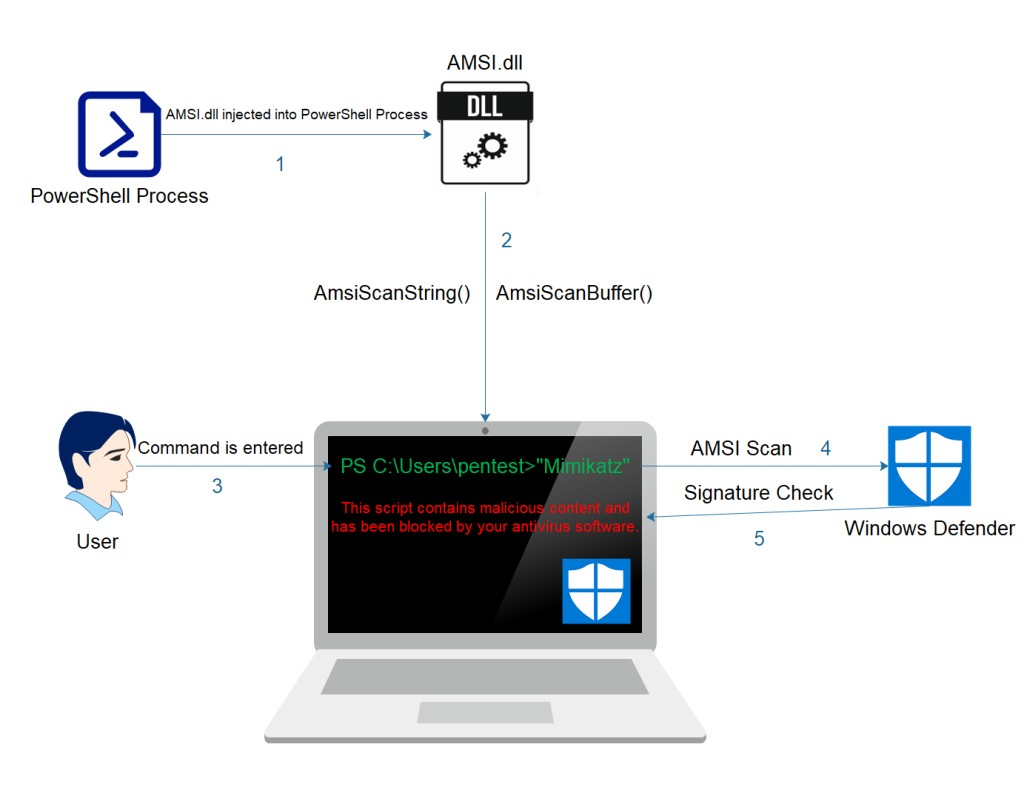 AMSI.dll
DLL
AMSI.dll injected into PowerShell Process
1
PowerShell Process
2
AmsiScanString()
AmsiScanBuffer()
Command is entered
3
User
PS C:\Users\pentest>"Mimikatz"
This script contains malicious content and
has been blocked by your antivirus software.
AMSI Scan
4
Signature Check
5
Windows Defender